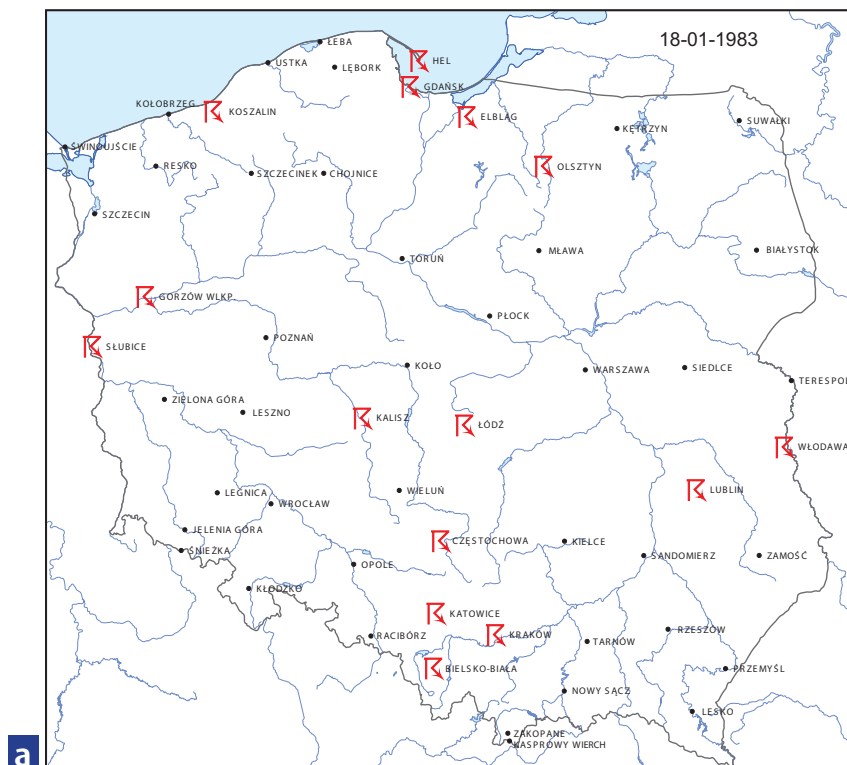 18-01-1983
ŁEBA
USTKA
LĘBORK
HEL
GDAŃSK
KOŁOBRZEG
KOSZALIN
ELBLĄG
KĘTRZYN
SUWAŁKI
ŚWINOUJŚCIE
RESKO
SZCZECINEK
CHOJNICE
OLSZTYN
SZCZECIN
TORUŃ
MŁAWA
BIAŁYSTOK
GORZÓW WLKP.
PŁOCK
SŁUBICE
POZNAŃ
KOŁO
WARSZAWA
SIEDLCE
TERESPOL
ZIELONA GÓRA
LESZNO
KALISZ
ŁÓDŹ
WŁODAWA
LEGNICA
WROCŁAW
WIELUŃ
LUBLIN
JELENIA GÓRA
CZĘSTOCHOWA
KIELCE
ŚNIEŻKA
OPOLE
SANDOMIERZ
ZAMOŚĆ
KŁODZKO
KATOWICE
RACIBÓRZ
KRAKÓW
TARNÓW
RZESZÓW
BIELSKO-BIAŁA
PRZEMYŚL
NOWY SĄCZ
LESKO
ZAKOPANE
KASPROWY WIERCH
a